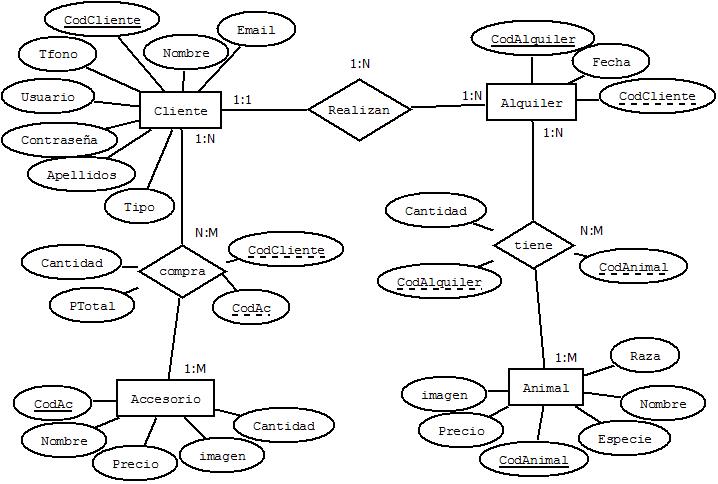 CodCliente
Email
Tfono
Nombre
Usuario
Cliente
1:1
1:N
Realizan
1:N
CodAlquiler
Fecha
Alquiler
CodCliente
Contraseña
1:N
1:N
Apellidos
Tipo
Cantidad
N:M
N:M
CodCliente
tiene
Cantidad
compra
CodAnimal
CodAlquiler
PTotal
CodAc
1:M
1:M
Raza
Accesorio
Animal
imagen
CodAc
Nombre
Cantidad
Precio
Nombre
Especie
imagen
Precio
CodAnimal